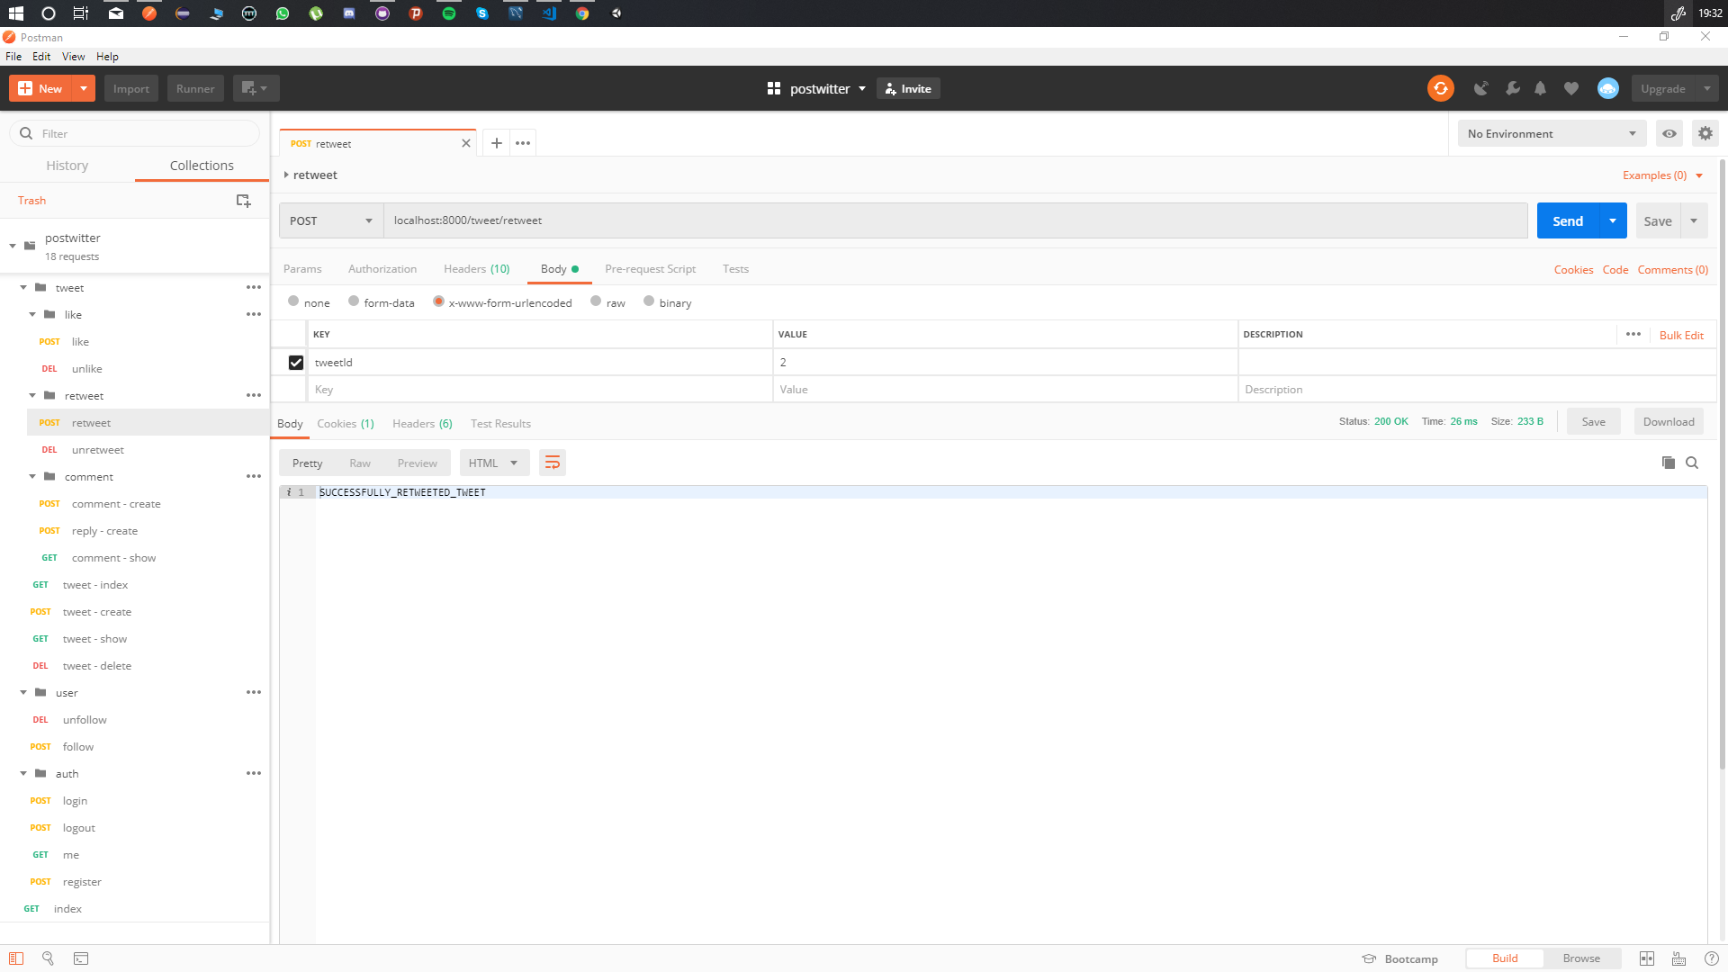 19:32
Postman
File Edit View Help
New Import Runner postwitter Invite Upgrade
Filter
History Collections
Trash
postwitter
18 requests
tweet
like
POST like
DEL unlike
retweet
POST retweet
DEL unretweet
comment
POST comment - create
POST reply - create
GET comment - show
GET tweet - index
POST tweet - create
GET tweet - show
DEL tweet - delete
user
DEL unfollow
POST follow
auth
POST login
POST logout
GET me
POST register
GET index
POST retweet
No Environment
retweet
Examples (0)
POST localhost:8000/tweet/retweet Send Save
Params Authorization Headers (10) Body Pre-request Script Tests Cookies Code Comments (0)
none form-data x-www-form-urlencoded raw binary
KEY VALUE DESCRIPTION Bulk Edit
tweetId 2
Key Value Description
Body Cookies (1) Headers (6) Test Results Status: 200 OK Time: 26 ms Size: 233 B Save Download
Pretty Raw Preview HTML
i 1 SUCCESSFULLY_RETWEETED_TWEET
Bootcamp Build Browse